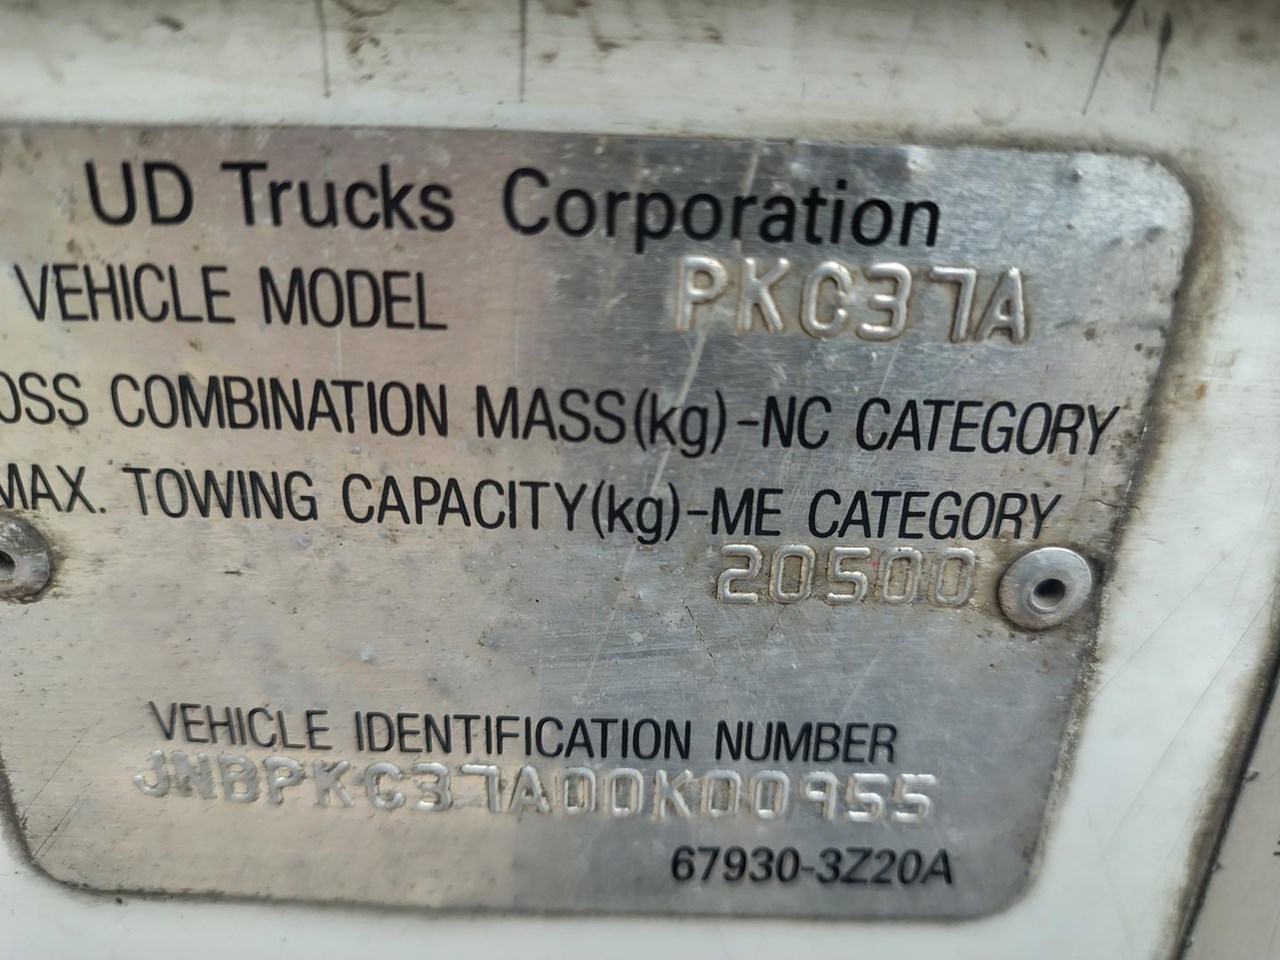 UD Trucks Corporation
VEHICLE MODEL PKC37A
OSS COMBINATION MASS(kg)-NC CATEGORY
MAX. TOWING CAPACITY(kg)-ME CATEGORY
20500
VEHICLE IDENTIFICATION NUMBER
JNBPKC37A00K00955
67930-3Z20A